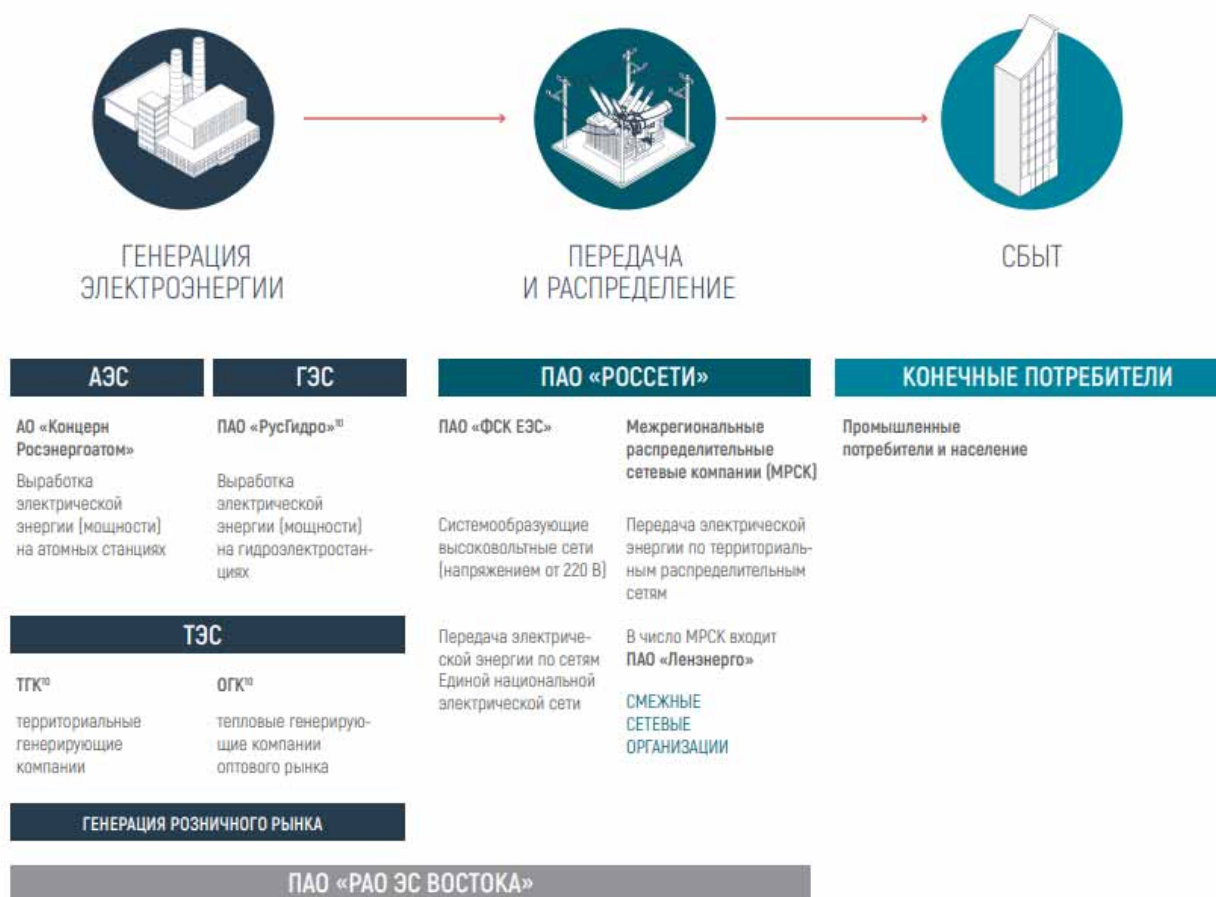 ГЕНЕРАЦИЯ
ЭЛЕКТРОЭНЕРГИИ
ПЕРЕДАЧА
И РАСПРЕДЕЛЕНИЕ
СБЫТ
АЭС
АО «Концерн
Росэнергоатом»
Выработка
электрической
энергии (мощности)
на атомных станциях
ГЭС
ПАО «РусГидро»¹⁰
Выработка
электрической
энергии (мощности)
на гидроэлектростан-
циях
ТЭС
ТГК¹⁰
территориальные
генерирующие
компании
ОГК¹⁰
тепловые генерирую-
щие компании
оптового рынка
ГЕНЕРАЦИЯ РОЗНИЧНОГО РЫНКА
ПАО «РОССЕТИ»
ПАО «ФСК ЕЭС»
Системообразующие
высоковольтные сети
(напряжением от 220 В)
Передача электриче-
ской энергии по сетям
Единой национальной
электрической сети
Межрегиональные
распределительные
сетевые компании (МРСК)
Передача электрической
энергии по территориаль-
ным распределительным
сетям
В число МРСК входит
ПАО «Ленэнерго»
СМЕЖНЫЕ
СЕТЕВЫЕ
ОРГАНИЗАЦИИ
КОНЕЧНЫЕ ПОТРЕБИТЕЛИ
Промышленные
потребители и население
ПАО «РАО ЭС ВОСТОКА»